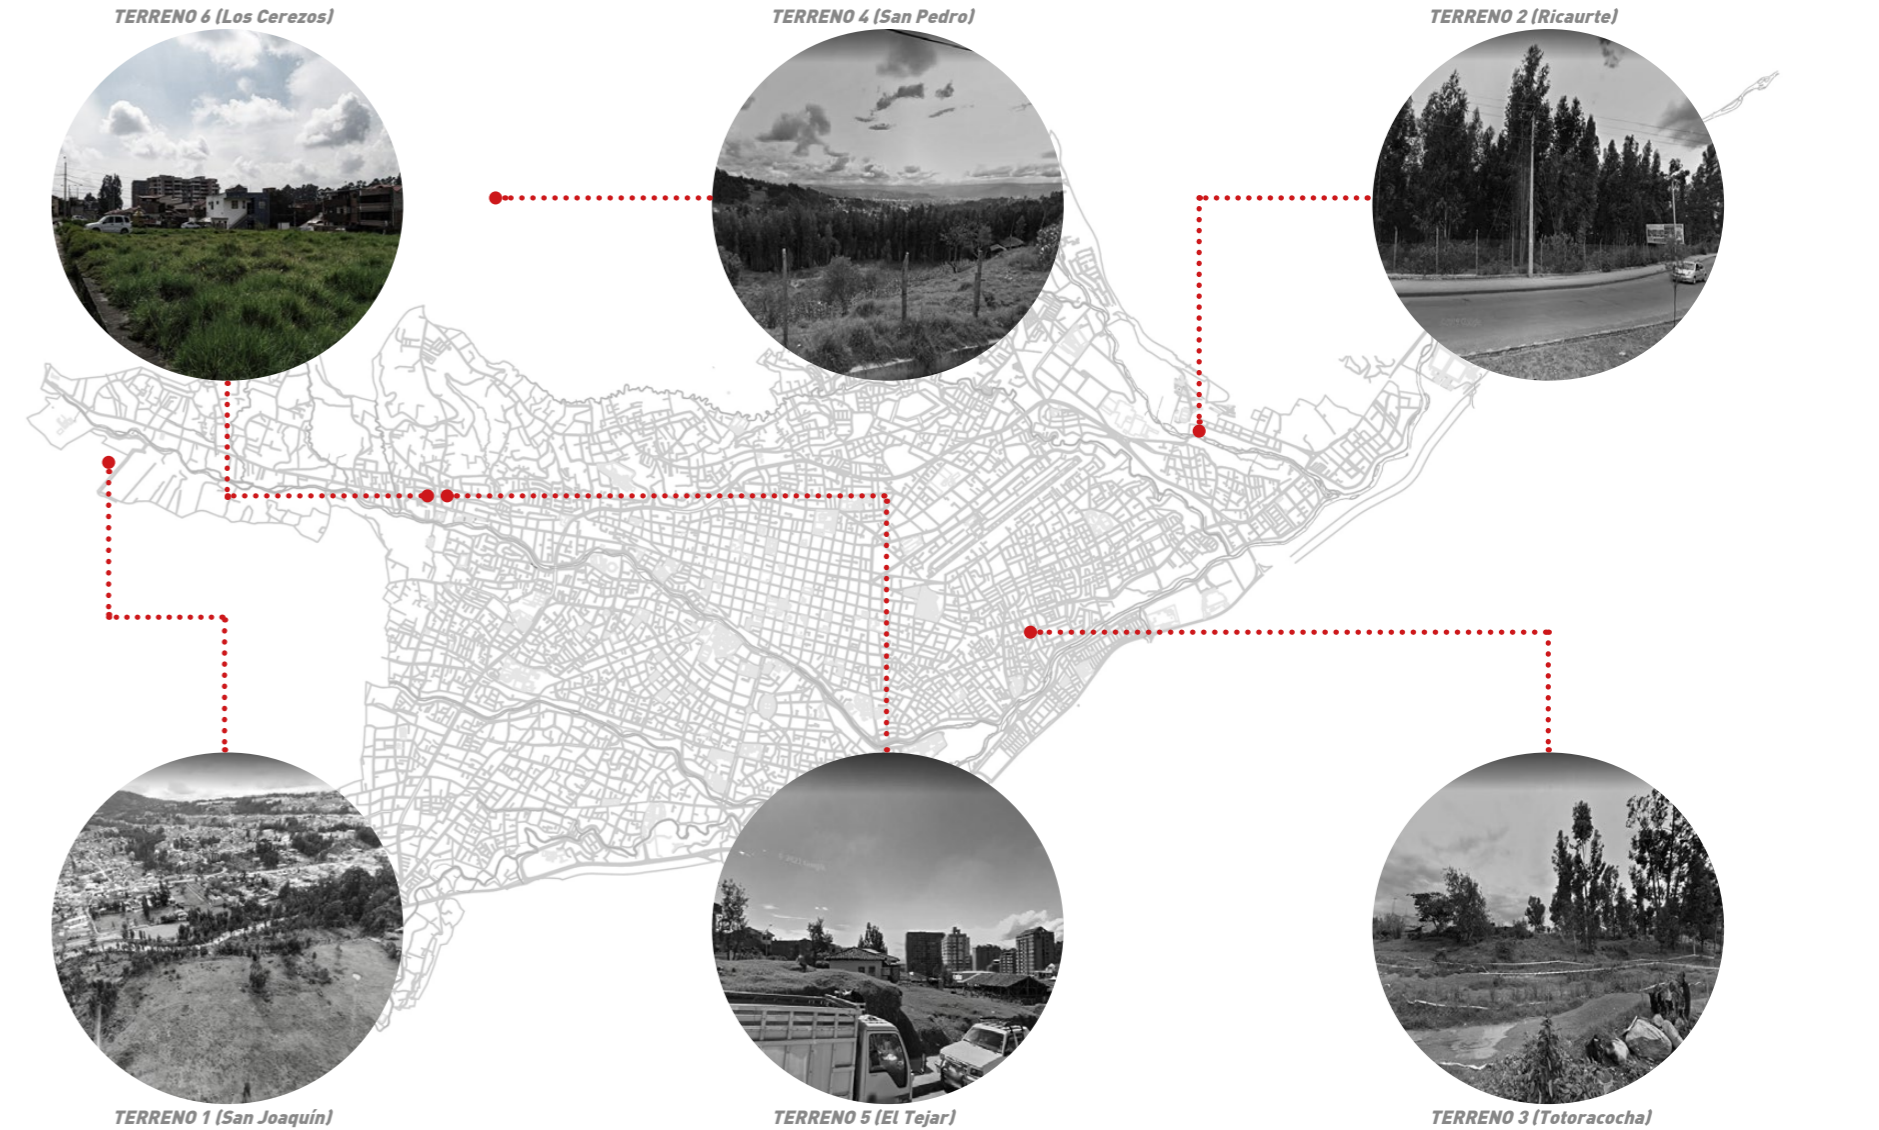 TERRENO 6 (Los Cerezos)
TERRENO 4 (San Pedro)
TERRENO 2 (Ricaurte)
TERRENO 1 (San Joaquín)
TERRENO 5 (El Tejar)
TERRENO 3 (Totoracocha)